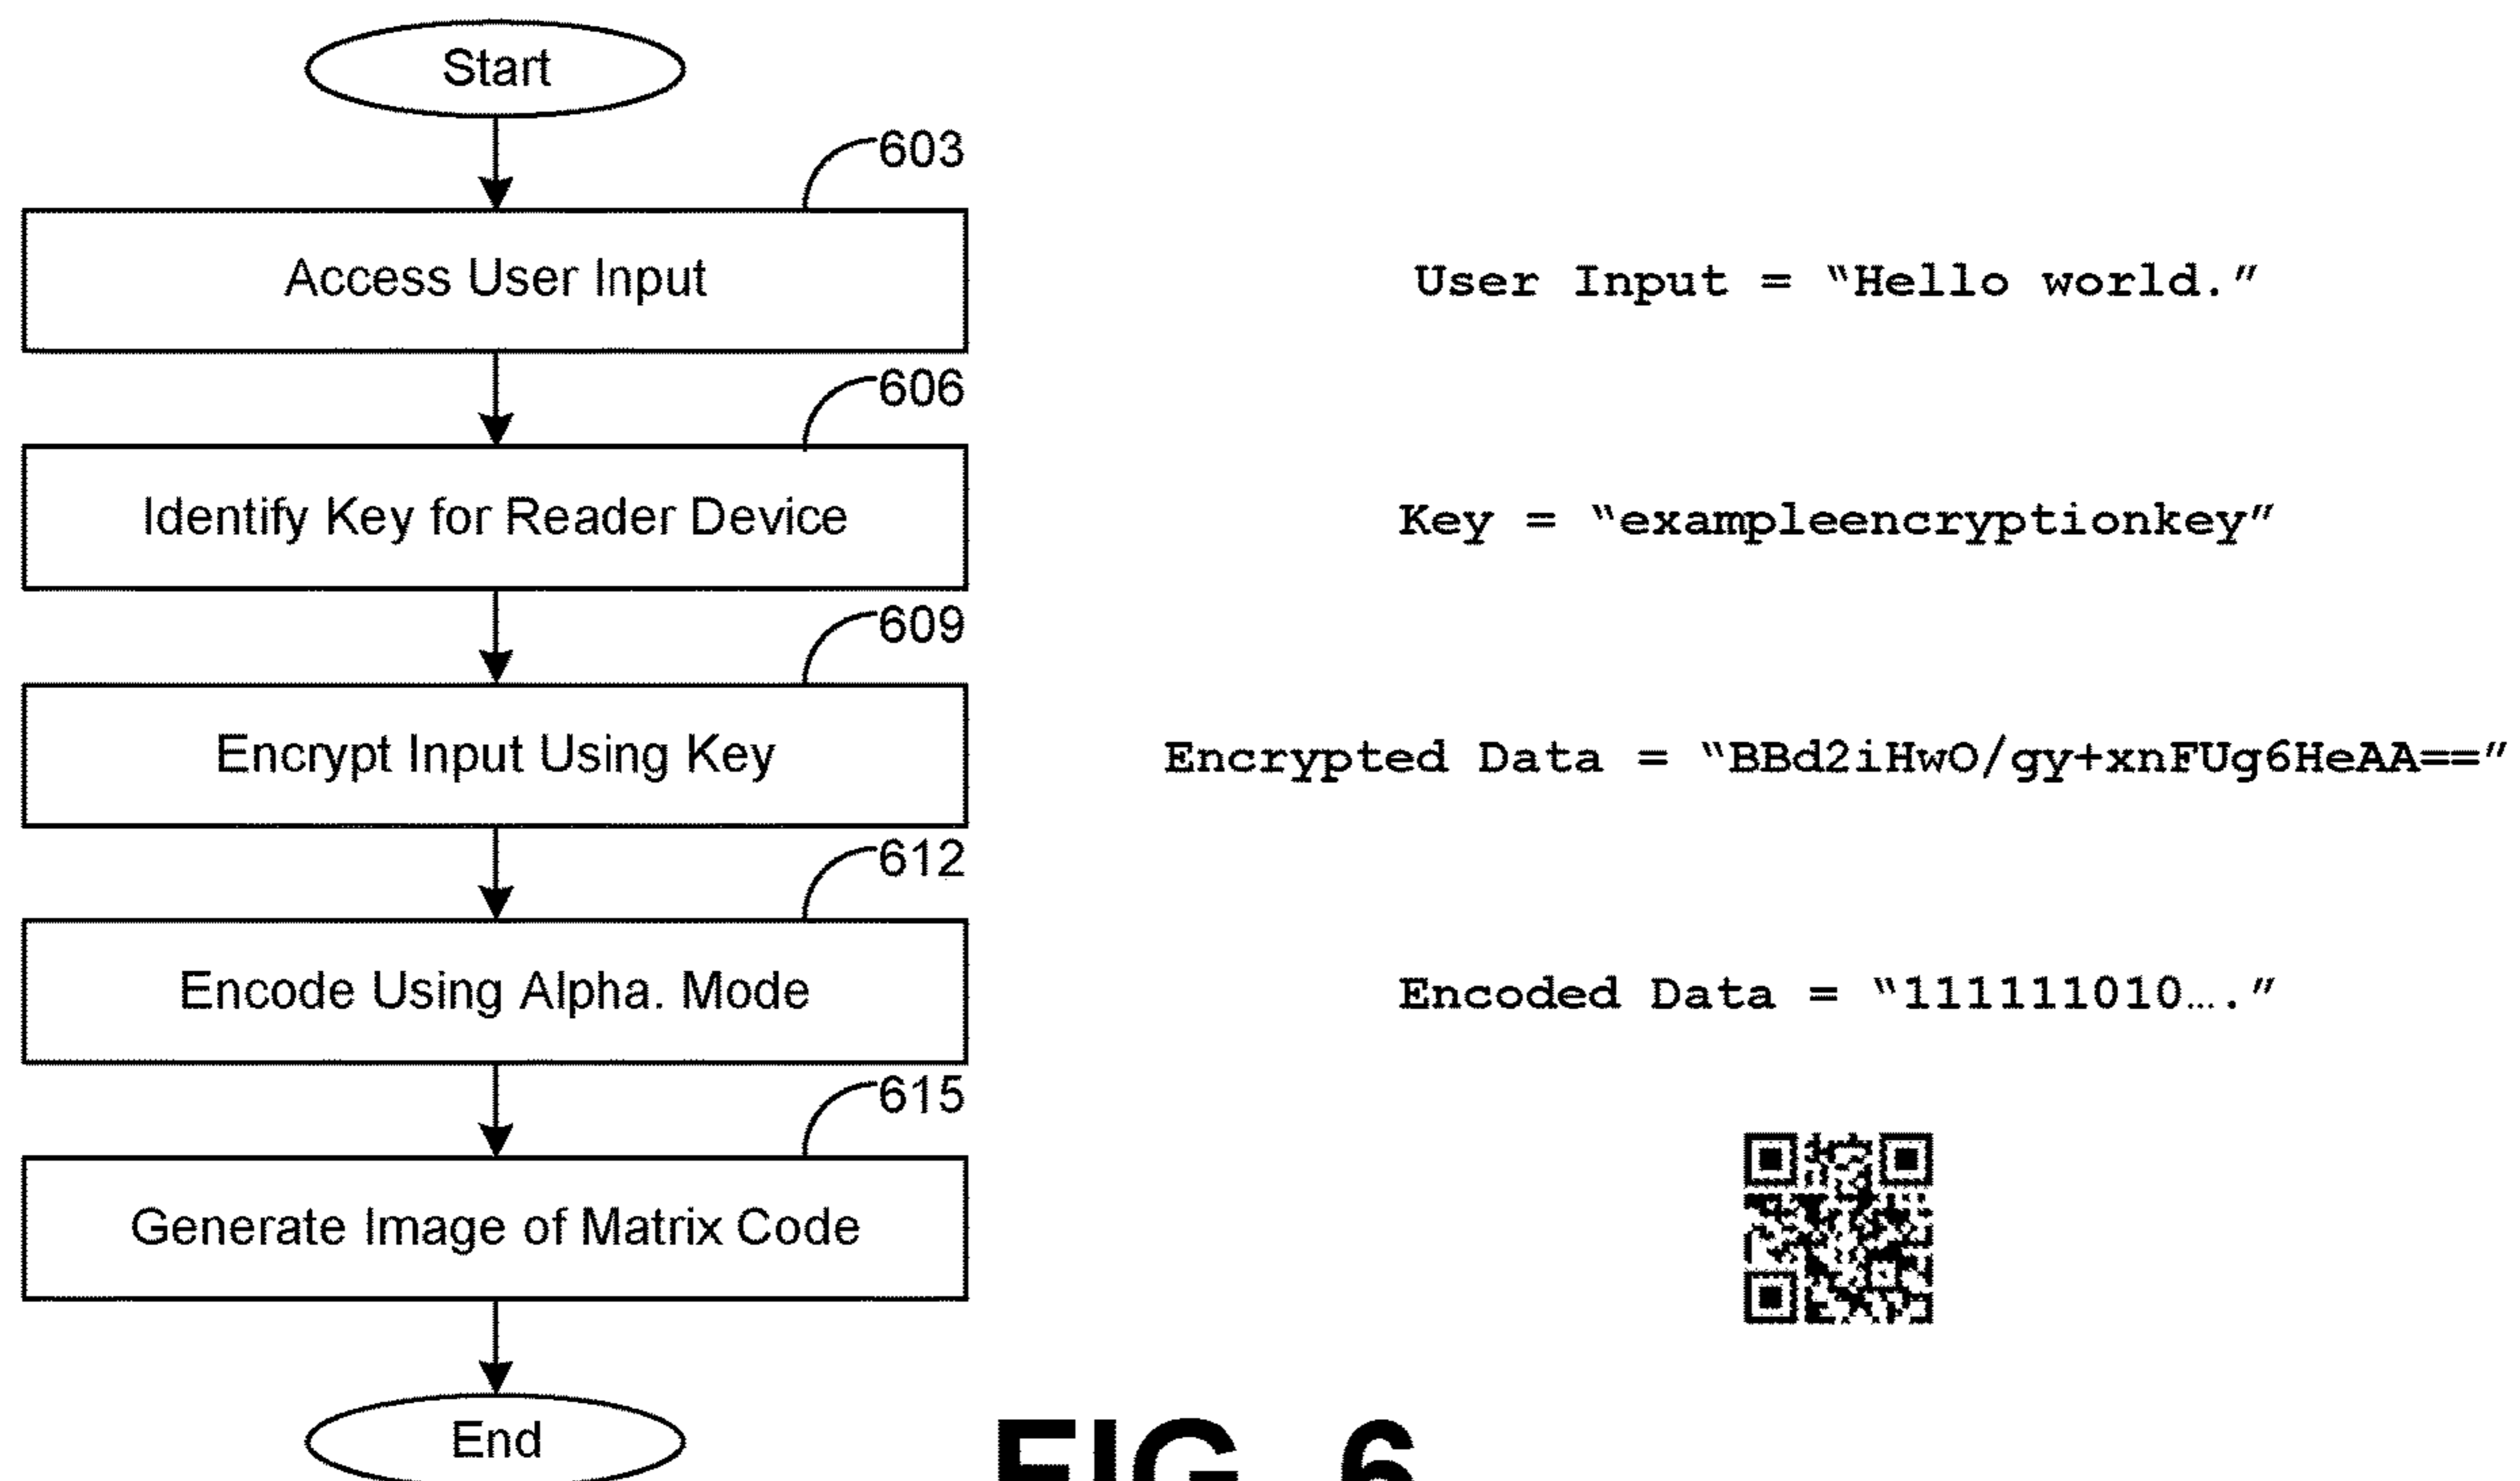 Start
603
Access User Input
User Input = “Hello world.”
606
Identify Key for Reader Device
Key = “exampleencryptionkey”
609
Encrypt Input Using Key
Encrypted Data = “BBd2iHwO/gy+xnFUg6HeAA==”
612
Encode Using Alpha. Mode
Encoded Data = “111111010….”
615
Generate Image of Matrix Code
End
FIG. 6